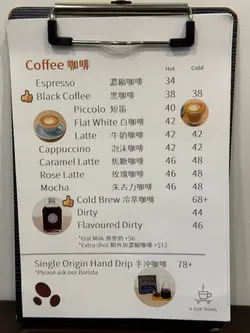 Coffee 咖啡
Hot Cold
Espresso 濃縮咖啡 34
Black Coffee 黑咖啡 38 38
Piccolo 短笛 40
Flat White 白咖啡 42 42
Latte 牛奶咖啡 42 42
Cappuccino 泡沫咖啡 42 42
Caramel Latte 焦糖咖啡 46 48
Rose Latte 玫瑰咖啡 46 48
Mocha 朱古力咖啡 46 48
Cold Brew 冷萃咖啡 68+
Dirty 44
Flavoured Dirty 48
*Oat Milk 燕麥奶 +$6
*Extra shot 額外加濃縮咖啡 +$12
Single Origin Hand Drip 手沖咖啡 78+
*Please ask our Barista
A CUP THING